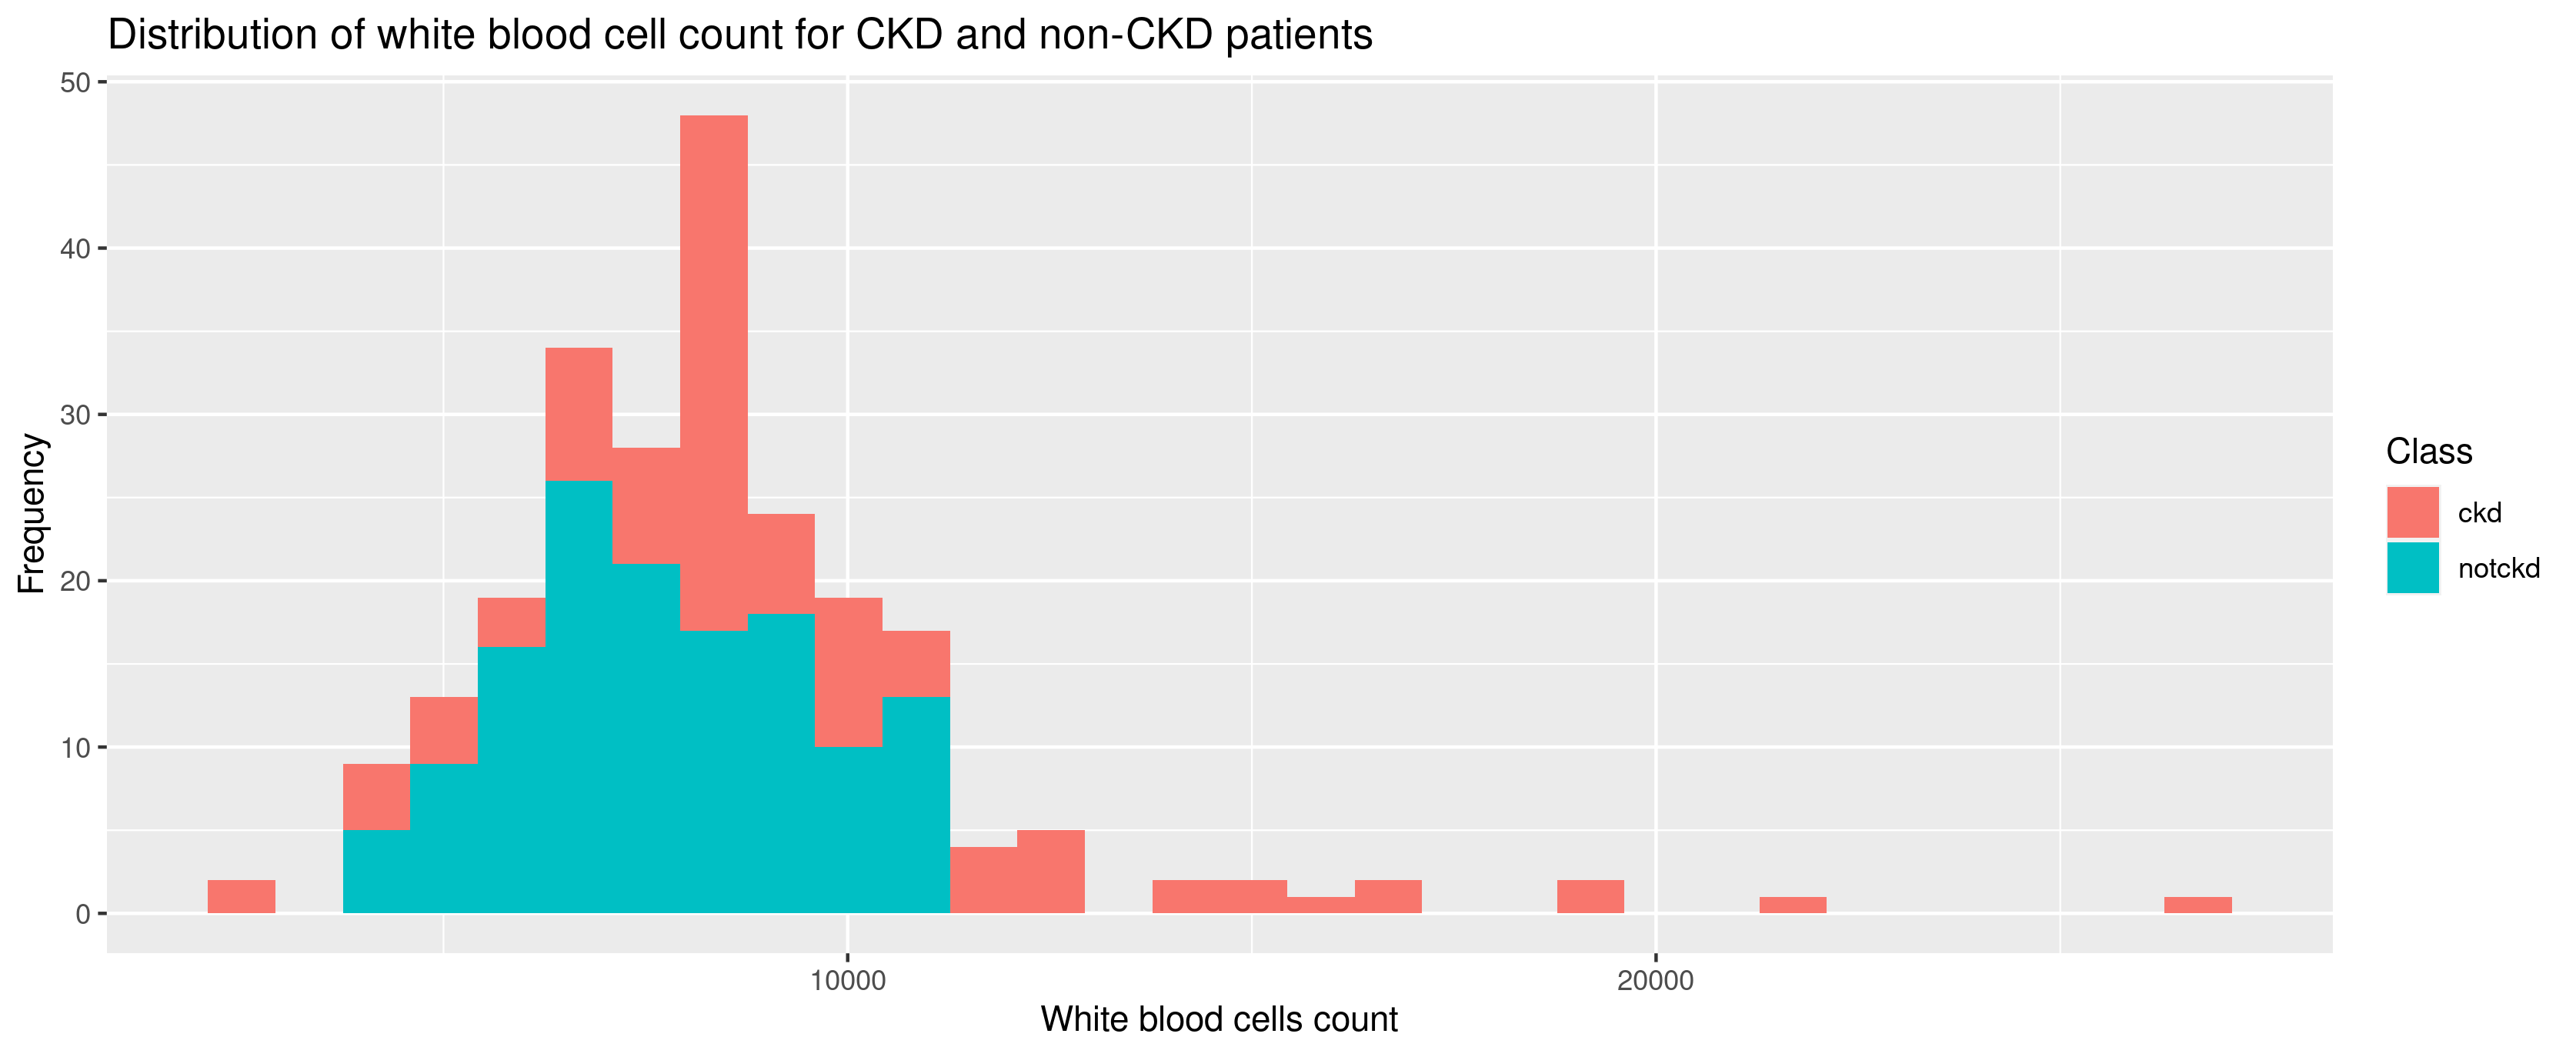 Distribution of white blood cell count for CKD and non-CKD patients
50
40
30
20
10
0
Frequency
10000
20000
White blood cells count
Class
ckd
notckd